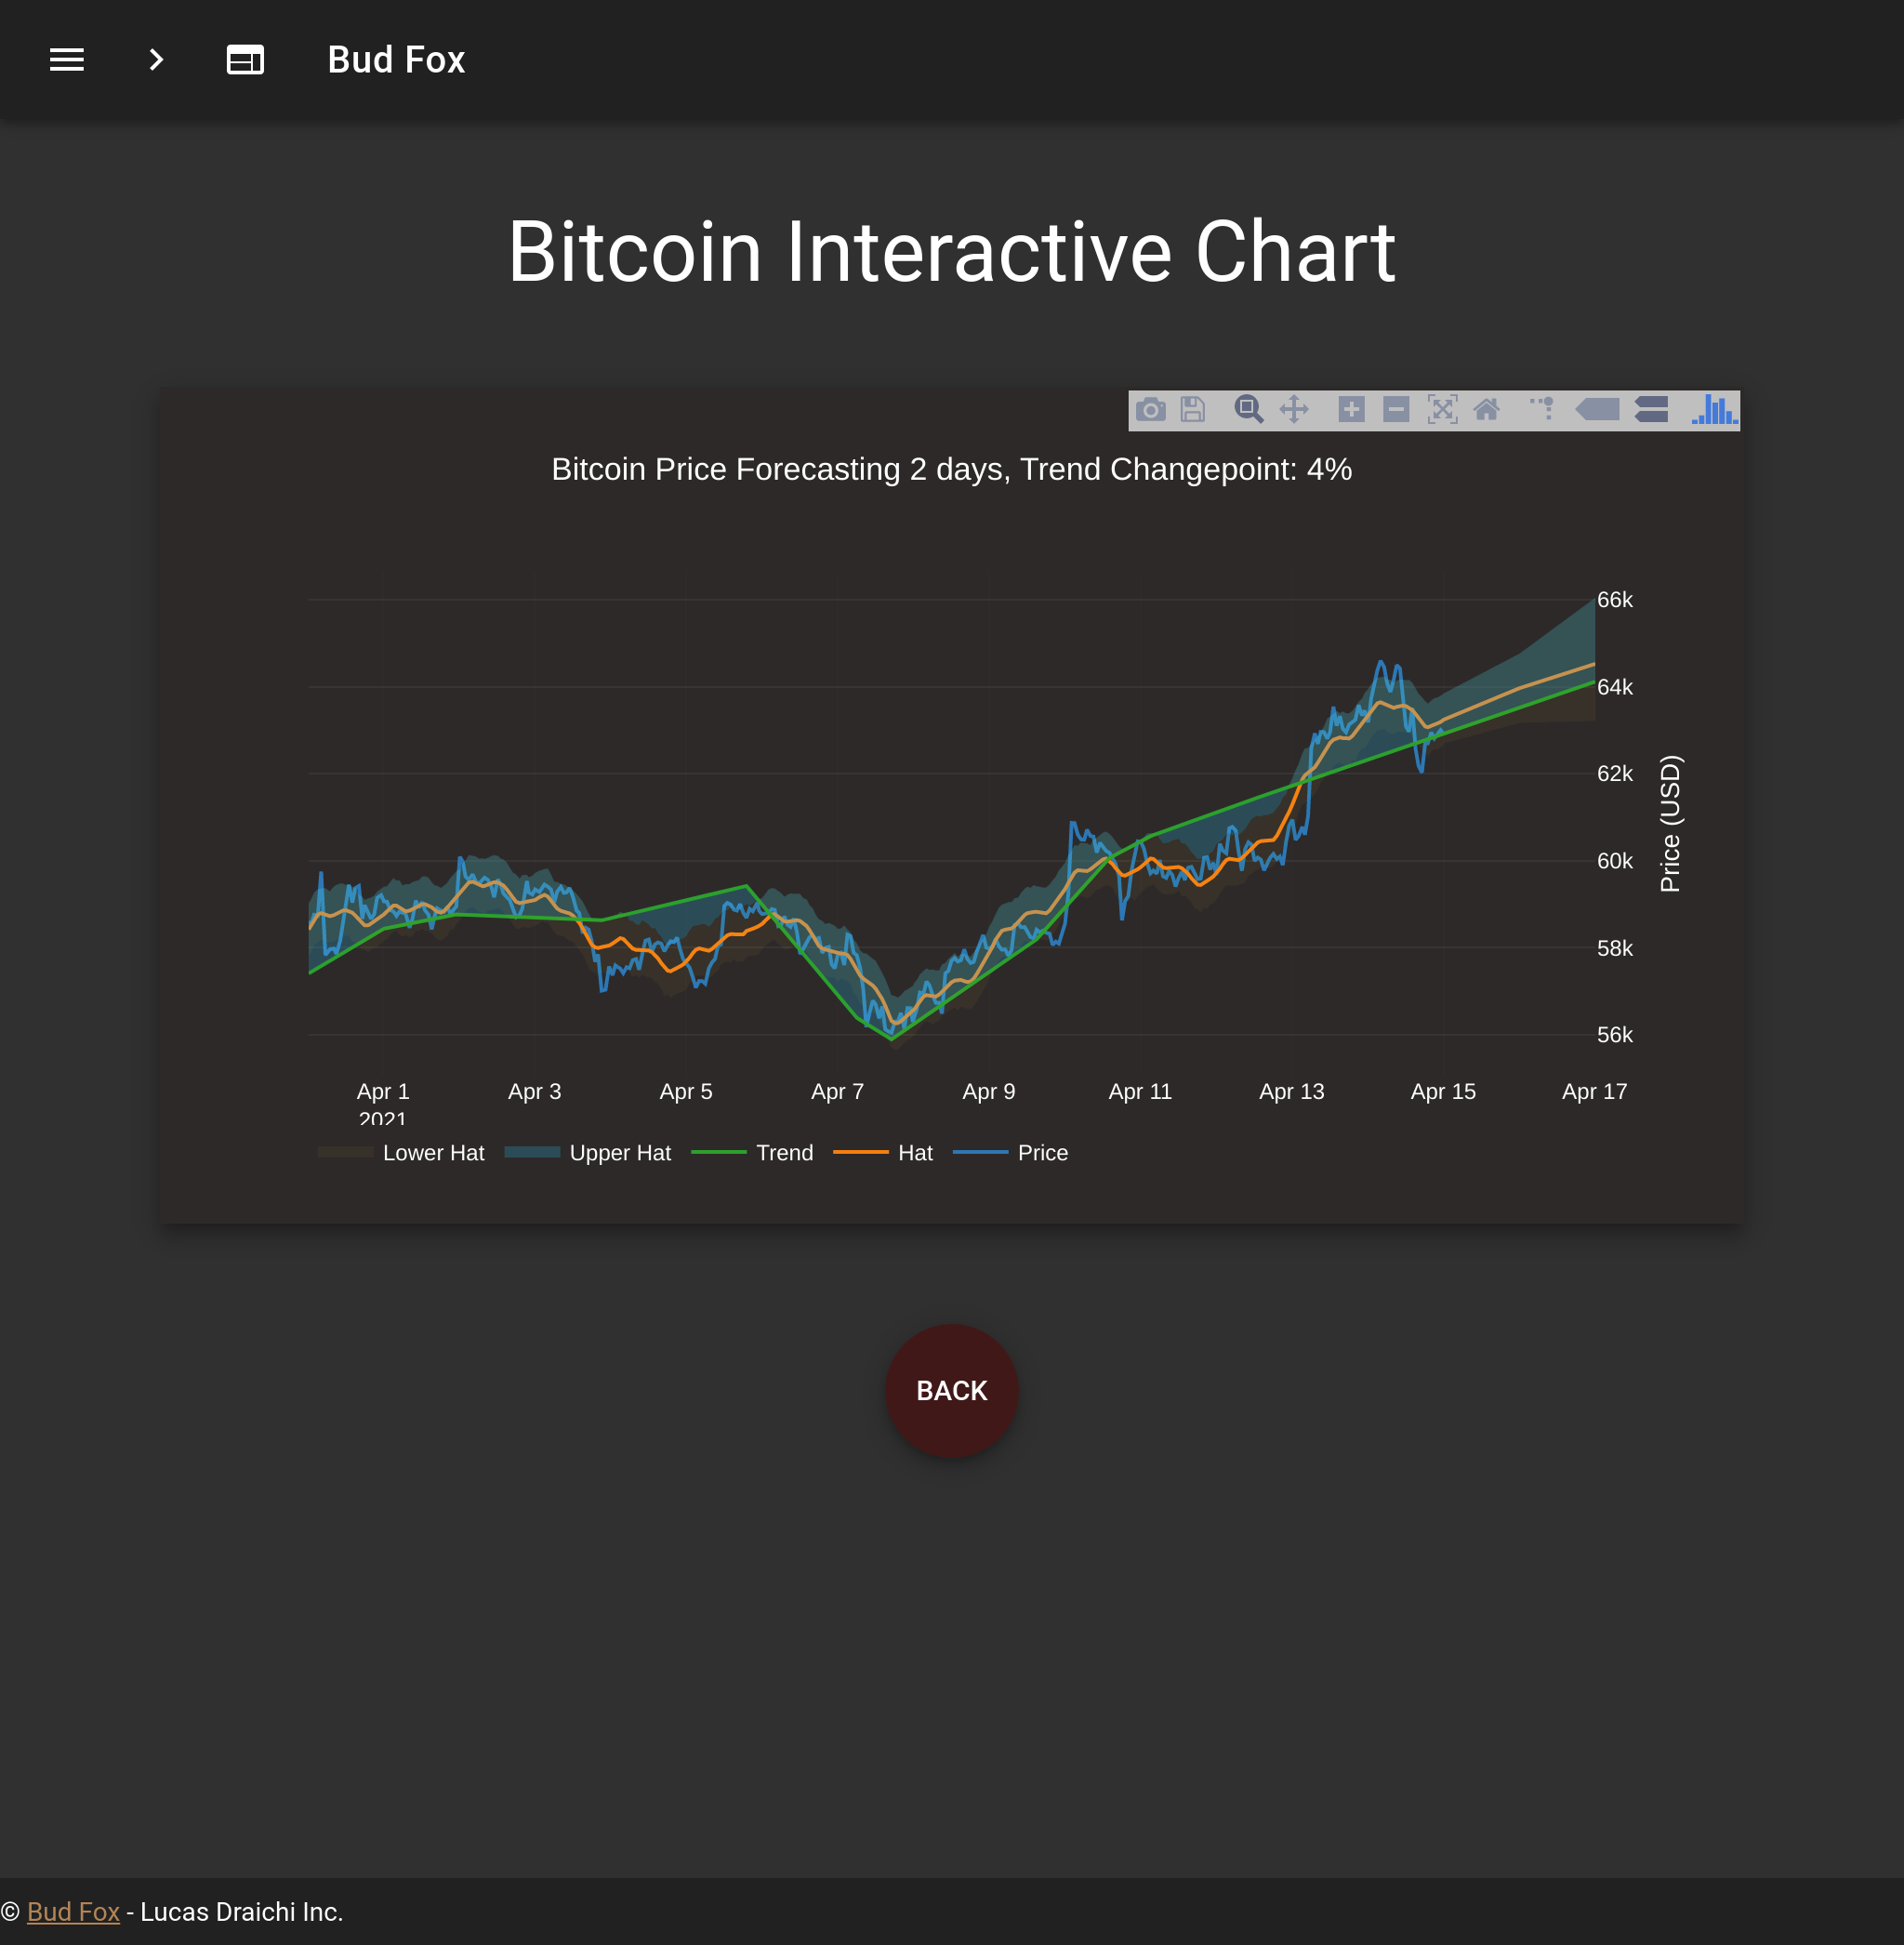 Bud Fox
Bitcoin Interactive Chart
Bitcoin Price Forecasting 2 days, Trend Changepoint: 4%
66k
64k
62k
60k
58k
56k
Price (USD)
Apr 1 Apr 3 Apr 5 Apr 7 Apr 9 Apr 11 Apr 13 Apr 15 Apr 17
2021
Lower Hat Upper Hat Trend Hat Price
BACK
© Bud Fox - Lucas Draichi Inc.